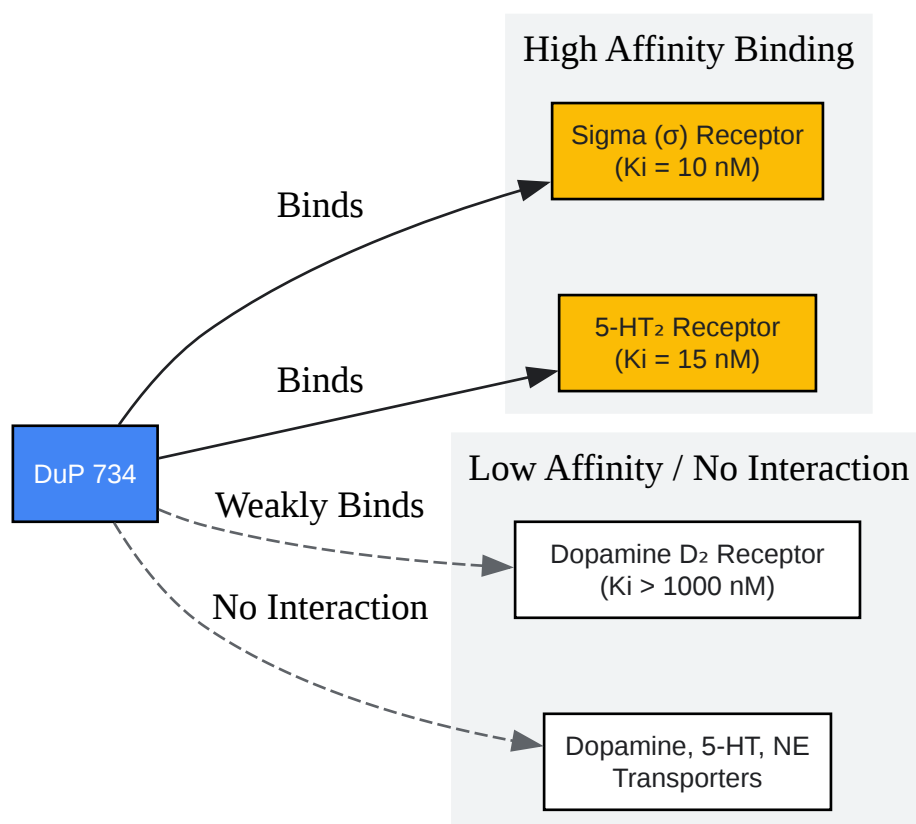 High Affinity Binding
Sigma (σ) Receptor
(Ki = 10 nM)
Binds
5-HT₂ Receptor
(Ki = 15 nM)
Binds
DuP 734
Low Affinity / No Interaction
Weakly Binds
Dopamine D₂ Receptor
(Ki > 1000 nM)
No Interaction
Dopamine, 5-HT, NE
Transporters